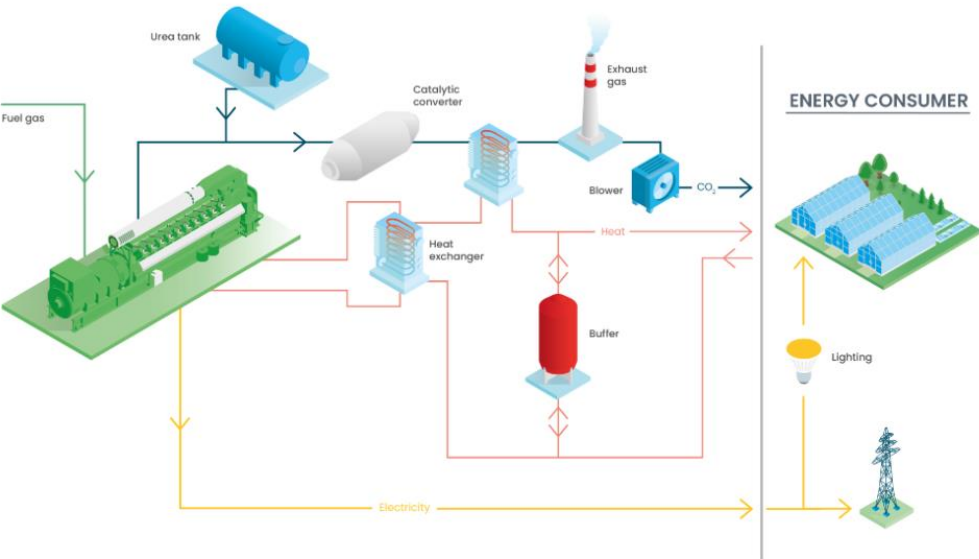 Urea tank
Exhaust
gas
Catalytic
converter
ENERGY CONSUMER
Fuel gas
Blower
CO₂
Heat
Heat
exchanger
Buffer
Lighting
Electricity